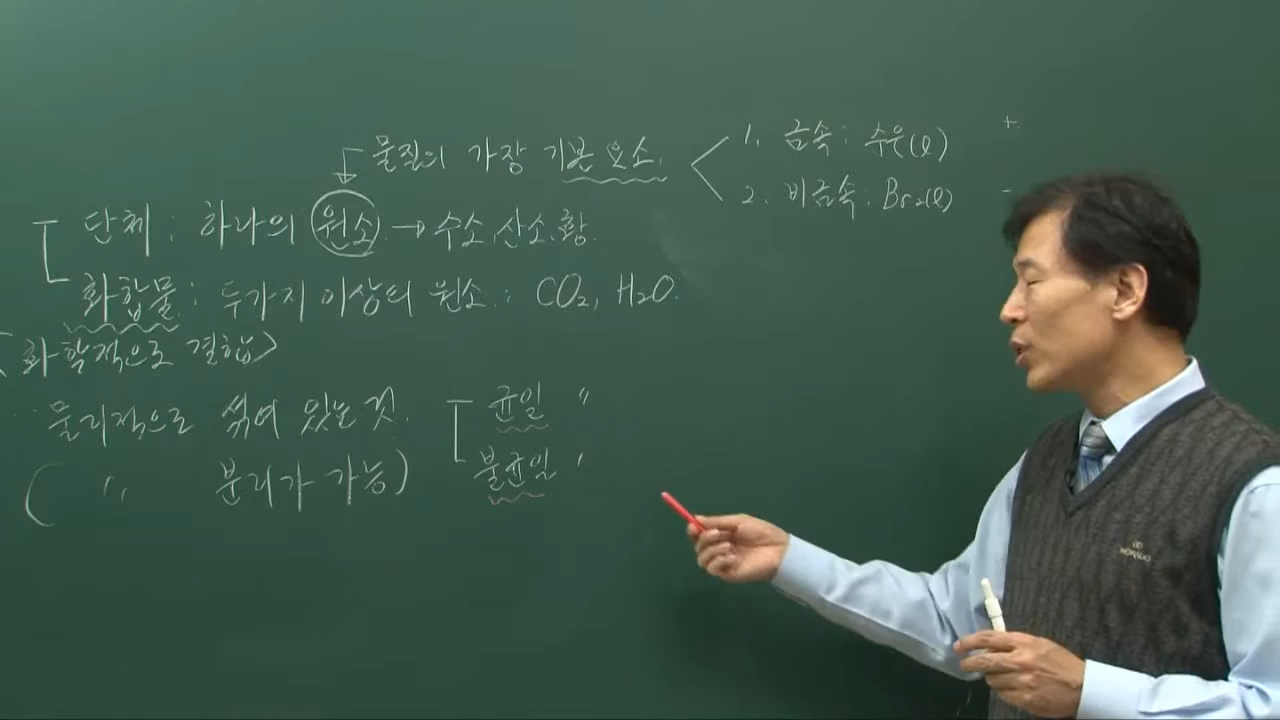 물질의 가장 기본 요소.
1. 금속 : 수은(l)
2. 비금속 : Br2(l)
+
-
단체 : 하나의 원소 → 수소, 산소, 황.
화합물 : 두가지 이상의 원소 : CO2, H2O.
<화학적으로 결합>
물리적으로 섞여 있는 것.
균일 〃
( 〃 분리가 가능)
불균일 〃